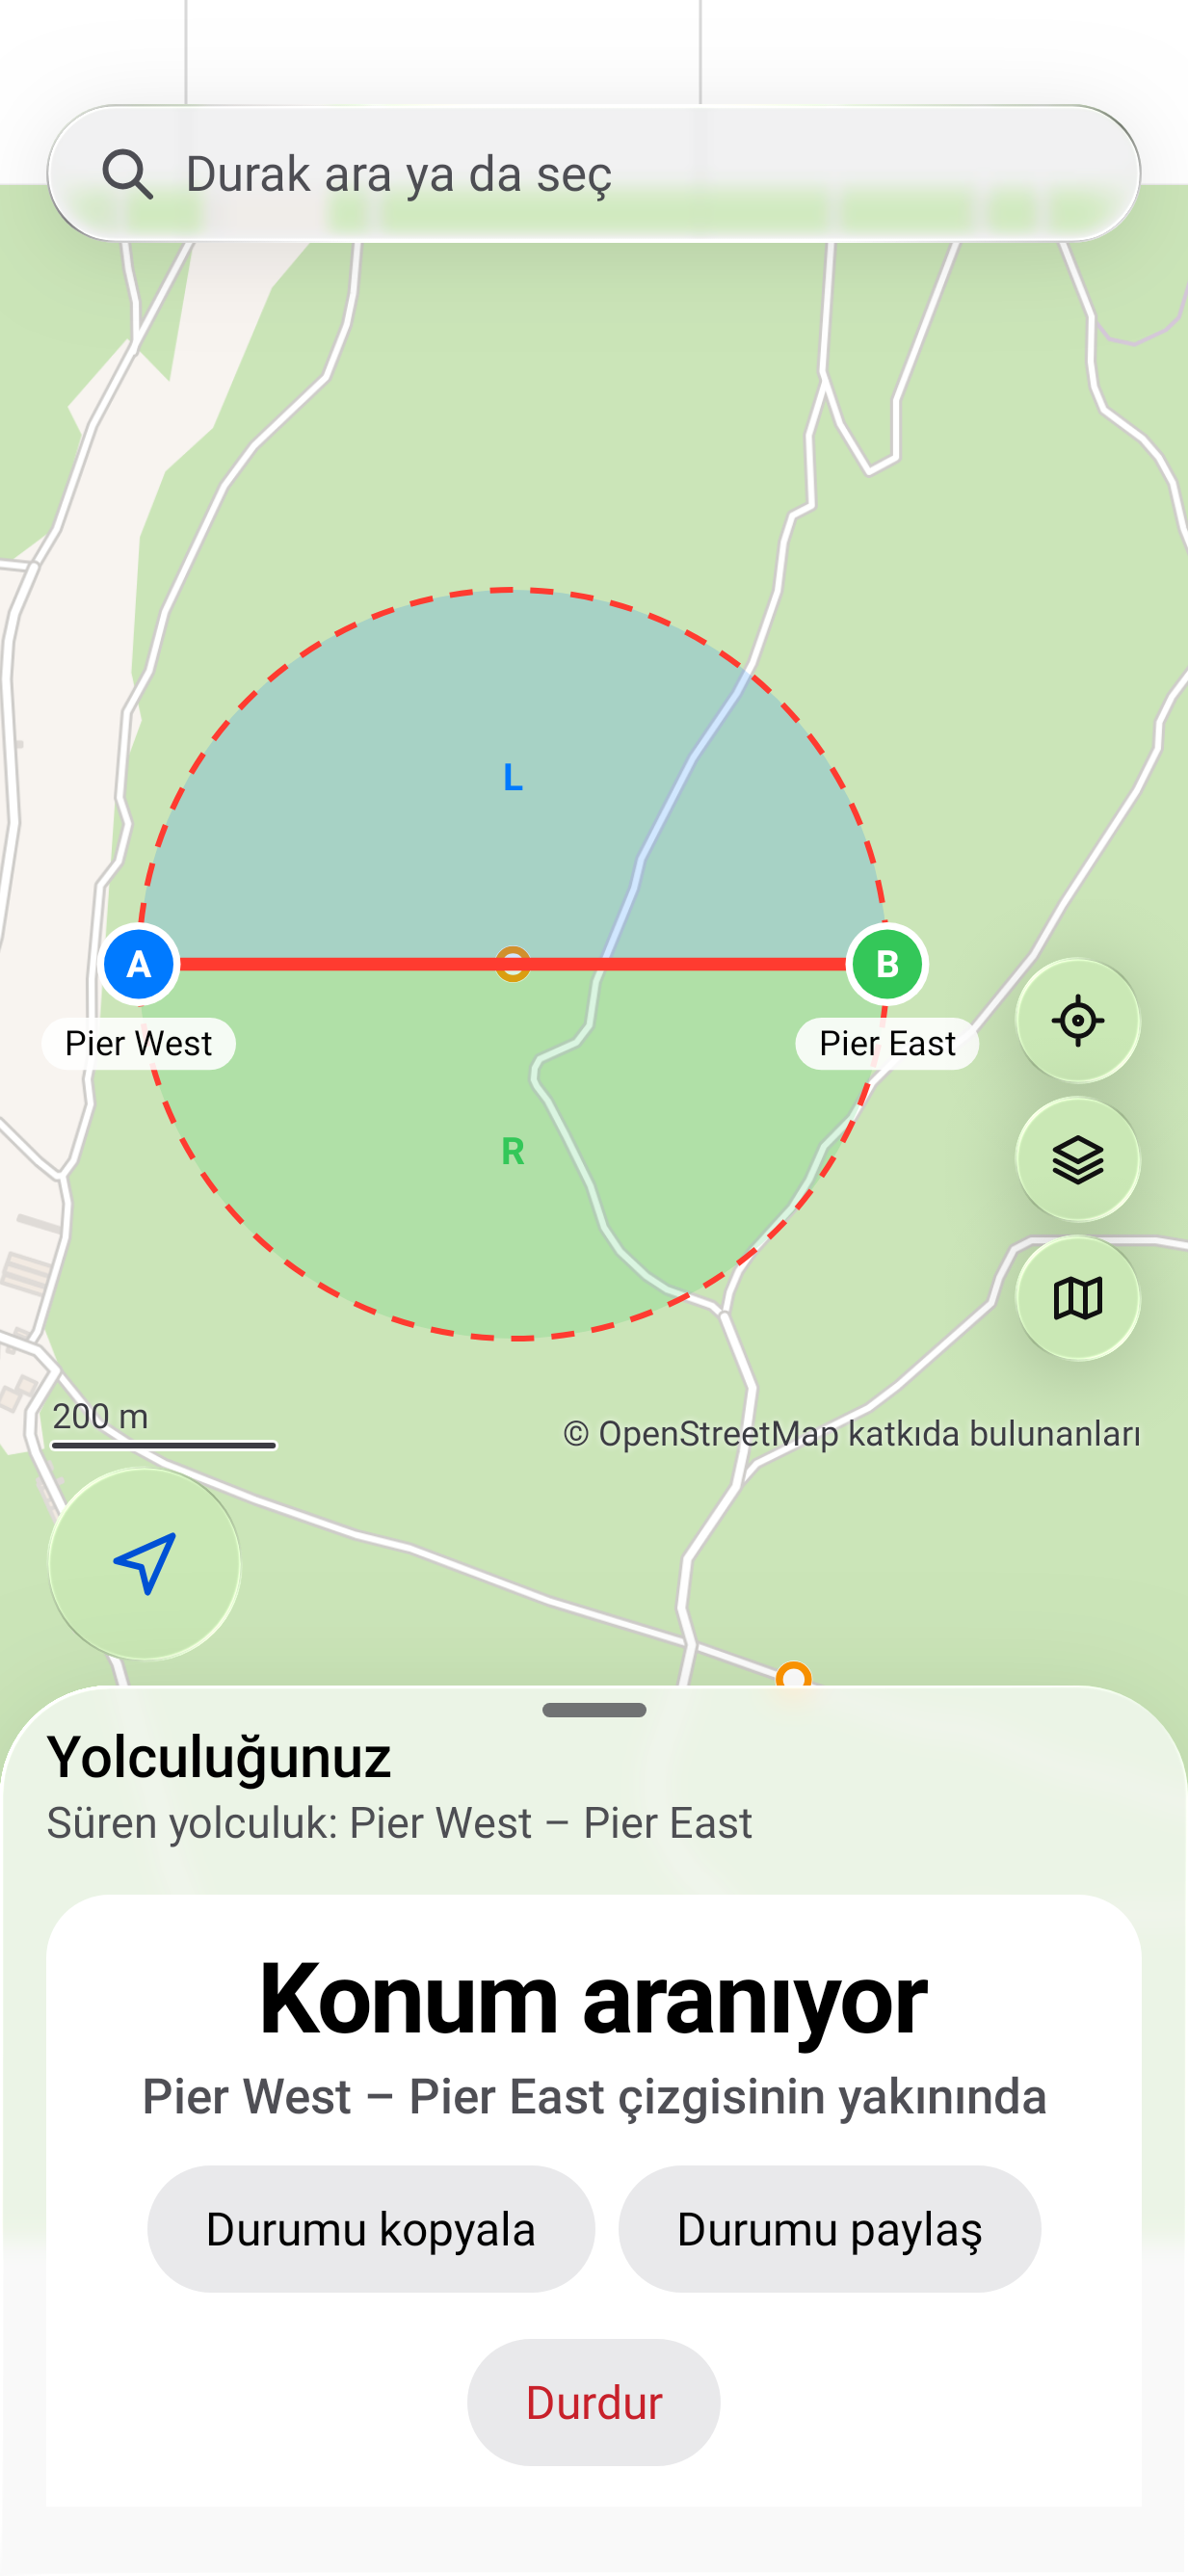 Durak ara ya da seç
L
A
B
Pier West
Pier East
R
200 m
© OpenStreetMap katkıda bulunanları
Yolculuğunuz
Süren yolculuk: Pier West – Pier East
Konum aranıyor
Pier West – Pier East çizgisinin yakınında
Durumu kopyala
Durumu paylaş
Durdur